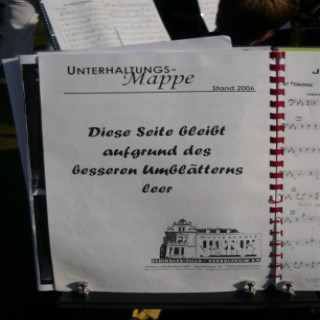 UNTERHALTUNGS-
Mappe
Stand 2006
Diese Seite bleibt
aufgrund des
besseren Umblätterns
leer